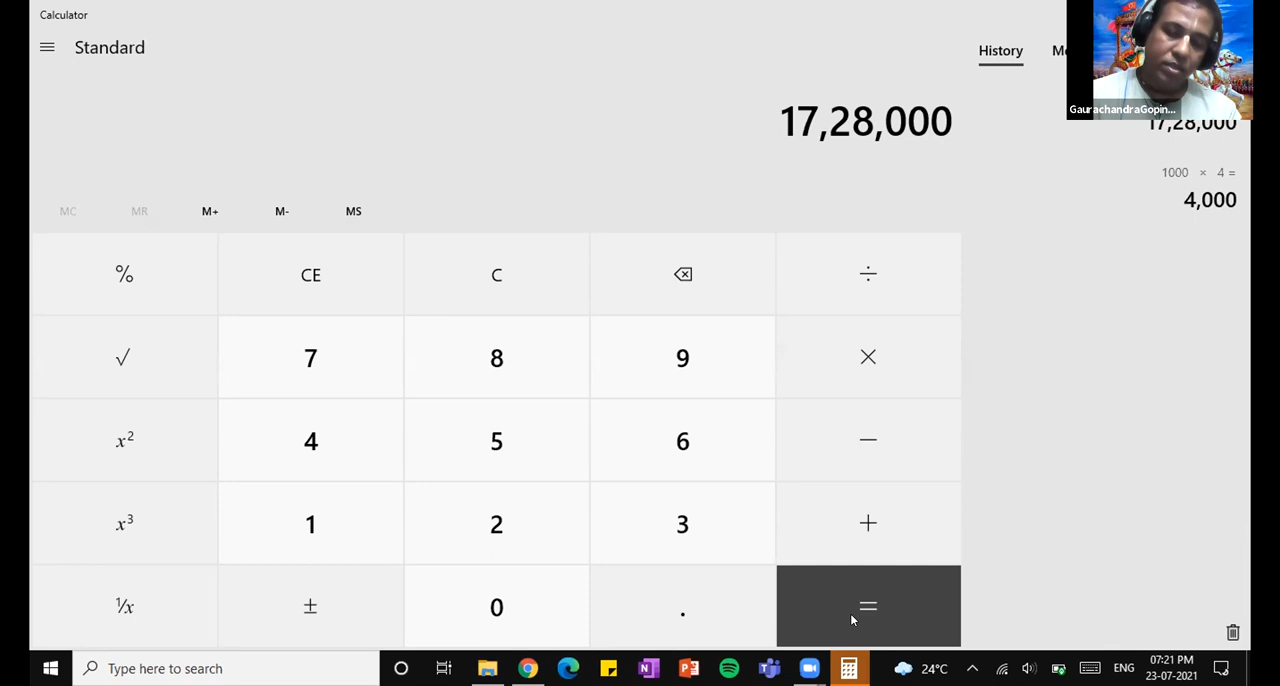 Calculator
Standard
History
GaurachandraGopin...
17,28,000
17,28,000
1000 × 4 =
4,000
MC MR M+ M- MS
% CE C ÷
√ 7 8 9 ×
x² 4 5 6 −
x³ 1 2 3 +
¹/x ± 0 . =
Type here to search
24°C
ENG
07:21 PM
23-07-2021